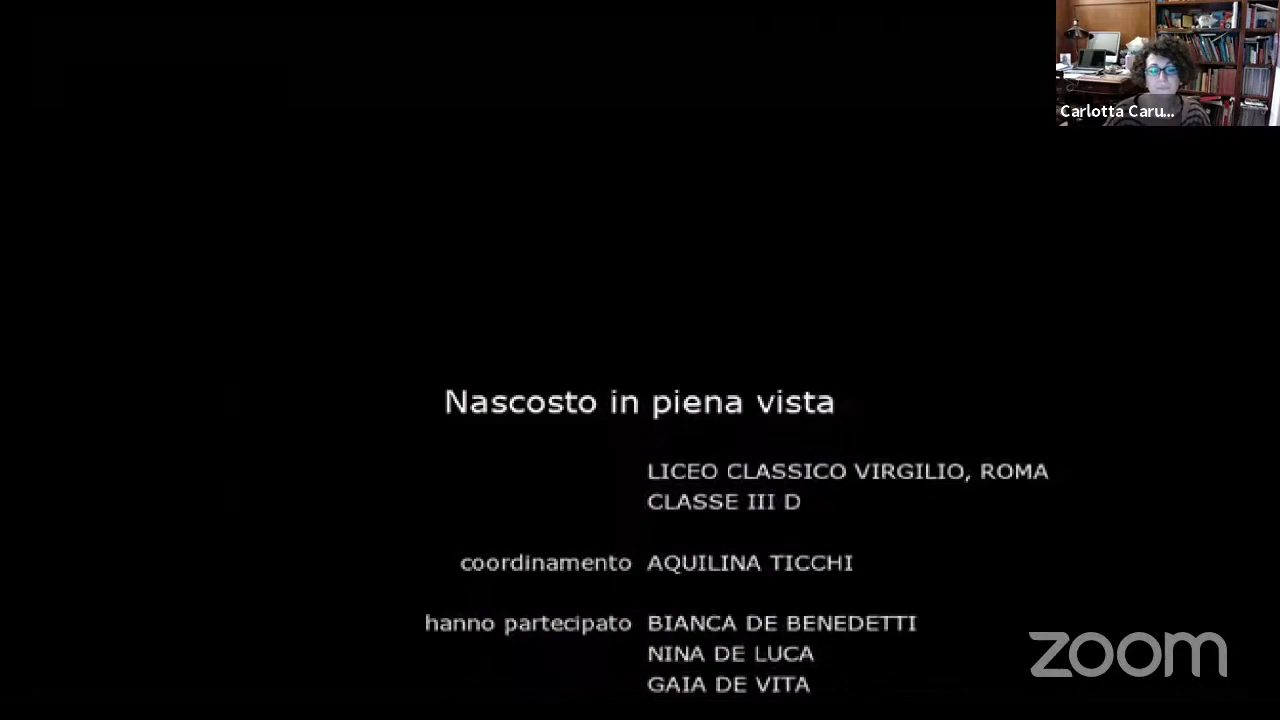 Carlotta Caru...
Nascosto in piena vista
LICEO CLASSICO VIRGILIO, ROMA
CLASSE III D
coordinamento AQUILINA TICCHI
hanno partecipato BIANCA DE BENEDETTI
NINA DE LUCA
GAIA DE VITA
zoom